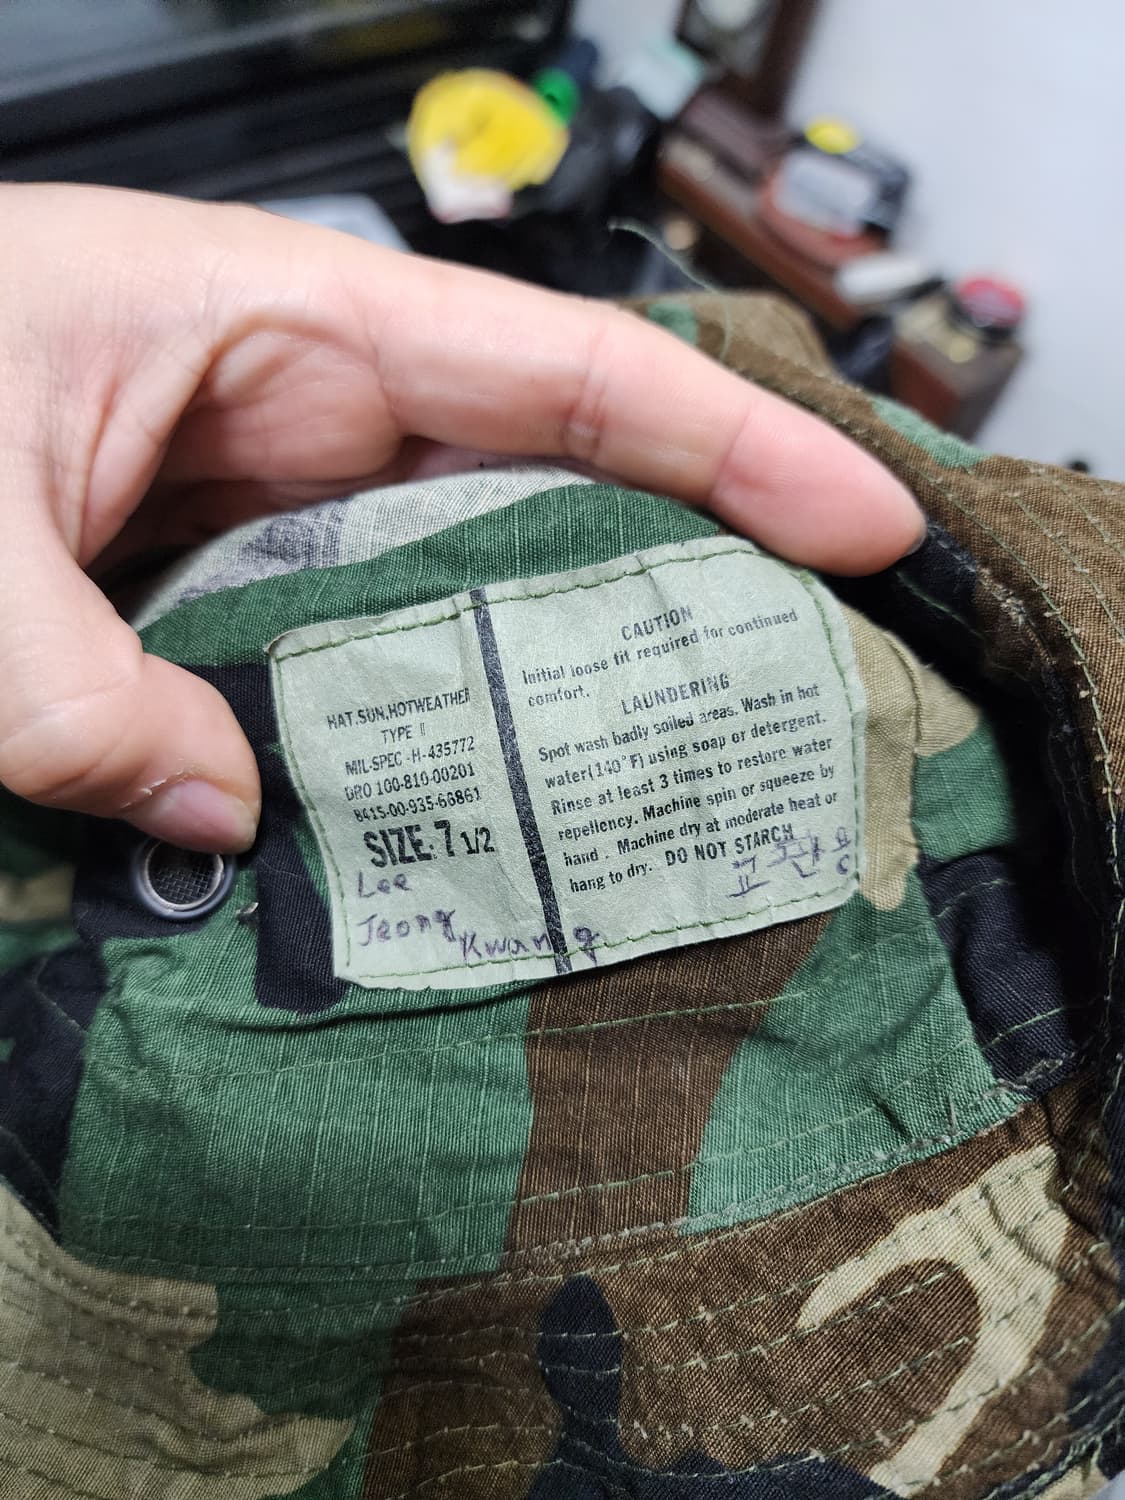 HAT,SUN,HOTWEATHER
TYPE II
MIL-SPEC-H-435772
DRO 100-810-00201
8415-00-935-66861
SIZE:7 1/2
Lee
Jeong
Kwang
CAUTION
Initial loose fit required for continued
comfort.
LAUNDERING
Spot wash badly soiled areas. Wash in hot
water(140°F) using soap or detergent.
Rinse at least 3 times to restore water
repellency. Machine spin or squeeze by
hand . Machine dry at moderate heat or
hang to dry. DO NOT STARCH